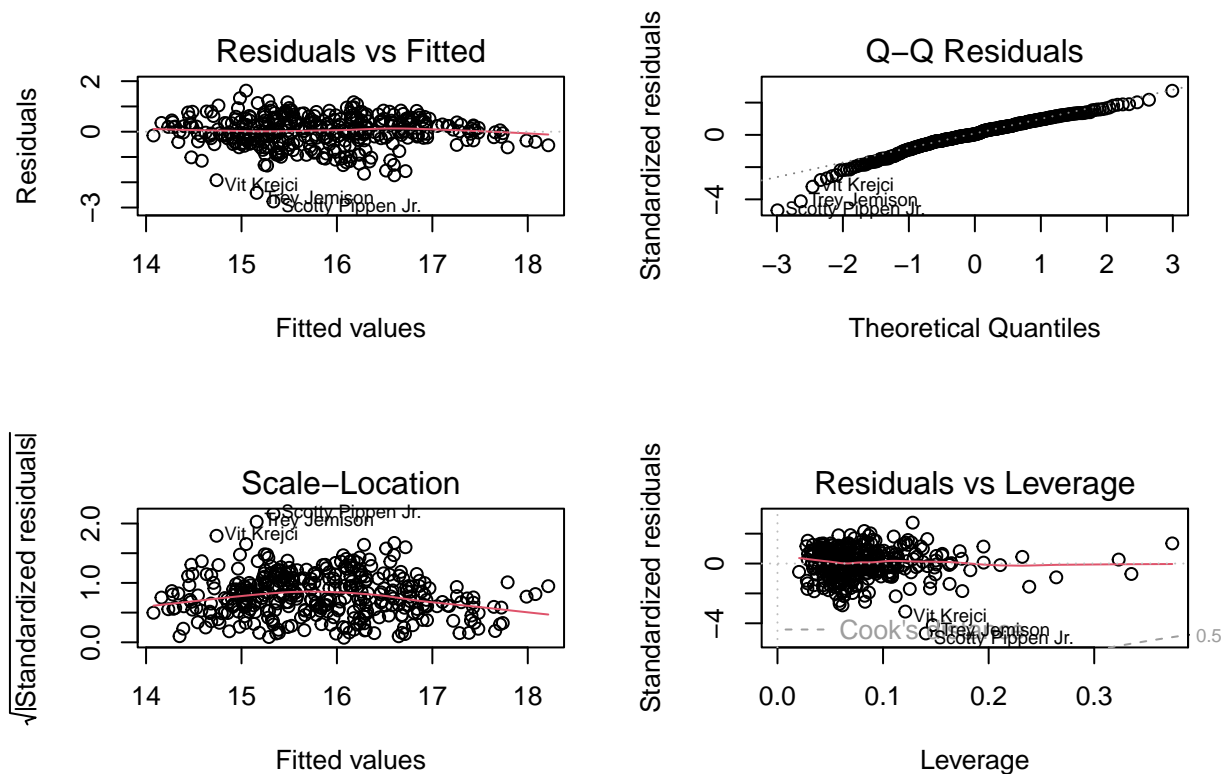 Residuals vs Fitted
Residuals
2
0
−3
Vit Krejci
Trey Jemison
Scotty Pippen Jr.
14 15 16 17 18
Fitted values
Q−Q Residuals
Standardized residuals
0
−4
Vit Krejci
Trey Jemison
Scotty Pippen Jr.
−3 −2 −1 0 1 2 3
Theoretical Quantiles
Scale−Location
√|Standardized residuals|
2.0
1.0
0.0
Scotty Pippen Jr.
Trey Jemison
Vit Krejci
14 15 16 17 18
Fitted values
Residuals vs Leverage
Standardized residuals
0
−4
Vit Krejci
Trey Jemison
Cook's
Scotty Pippen Jr.
0.5
0.0 0.1 0.2 0.3
Leverage